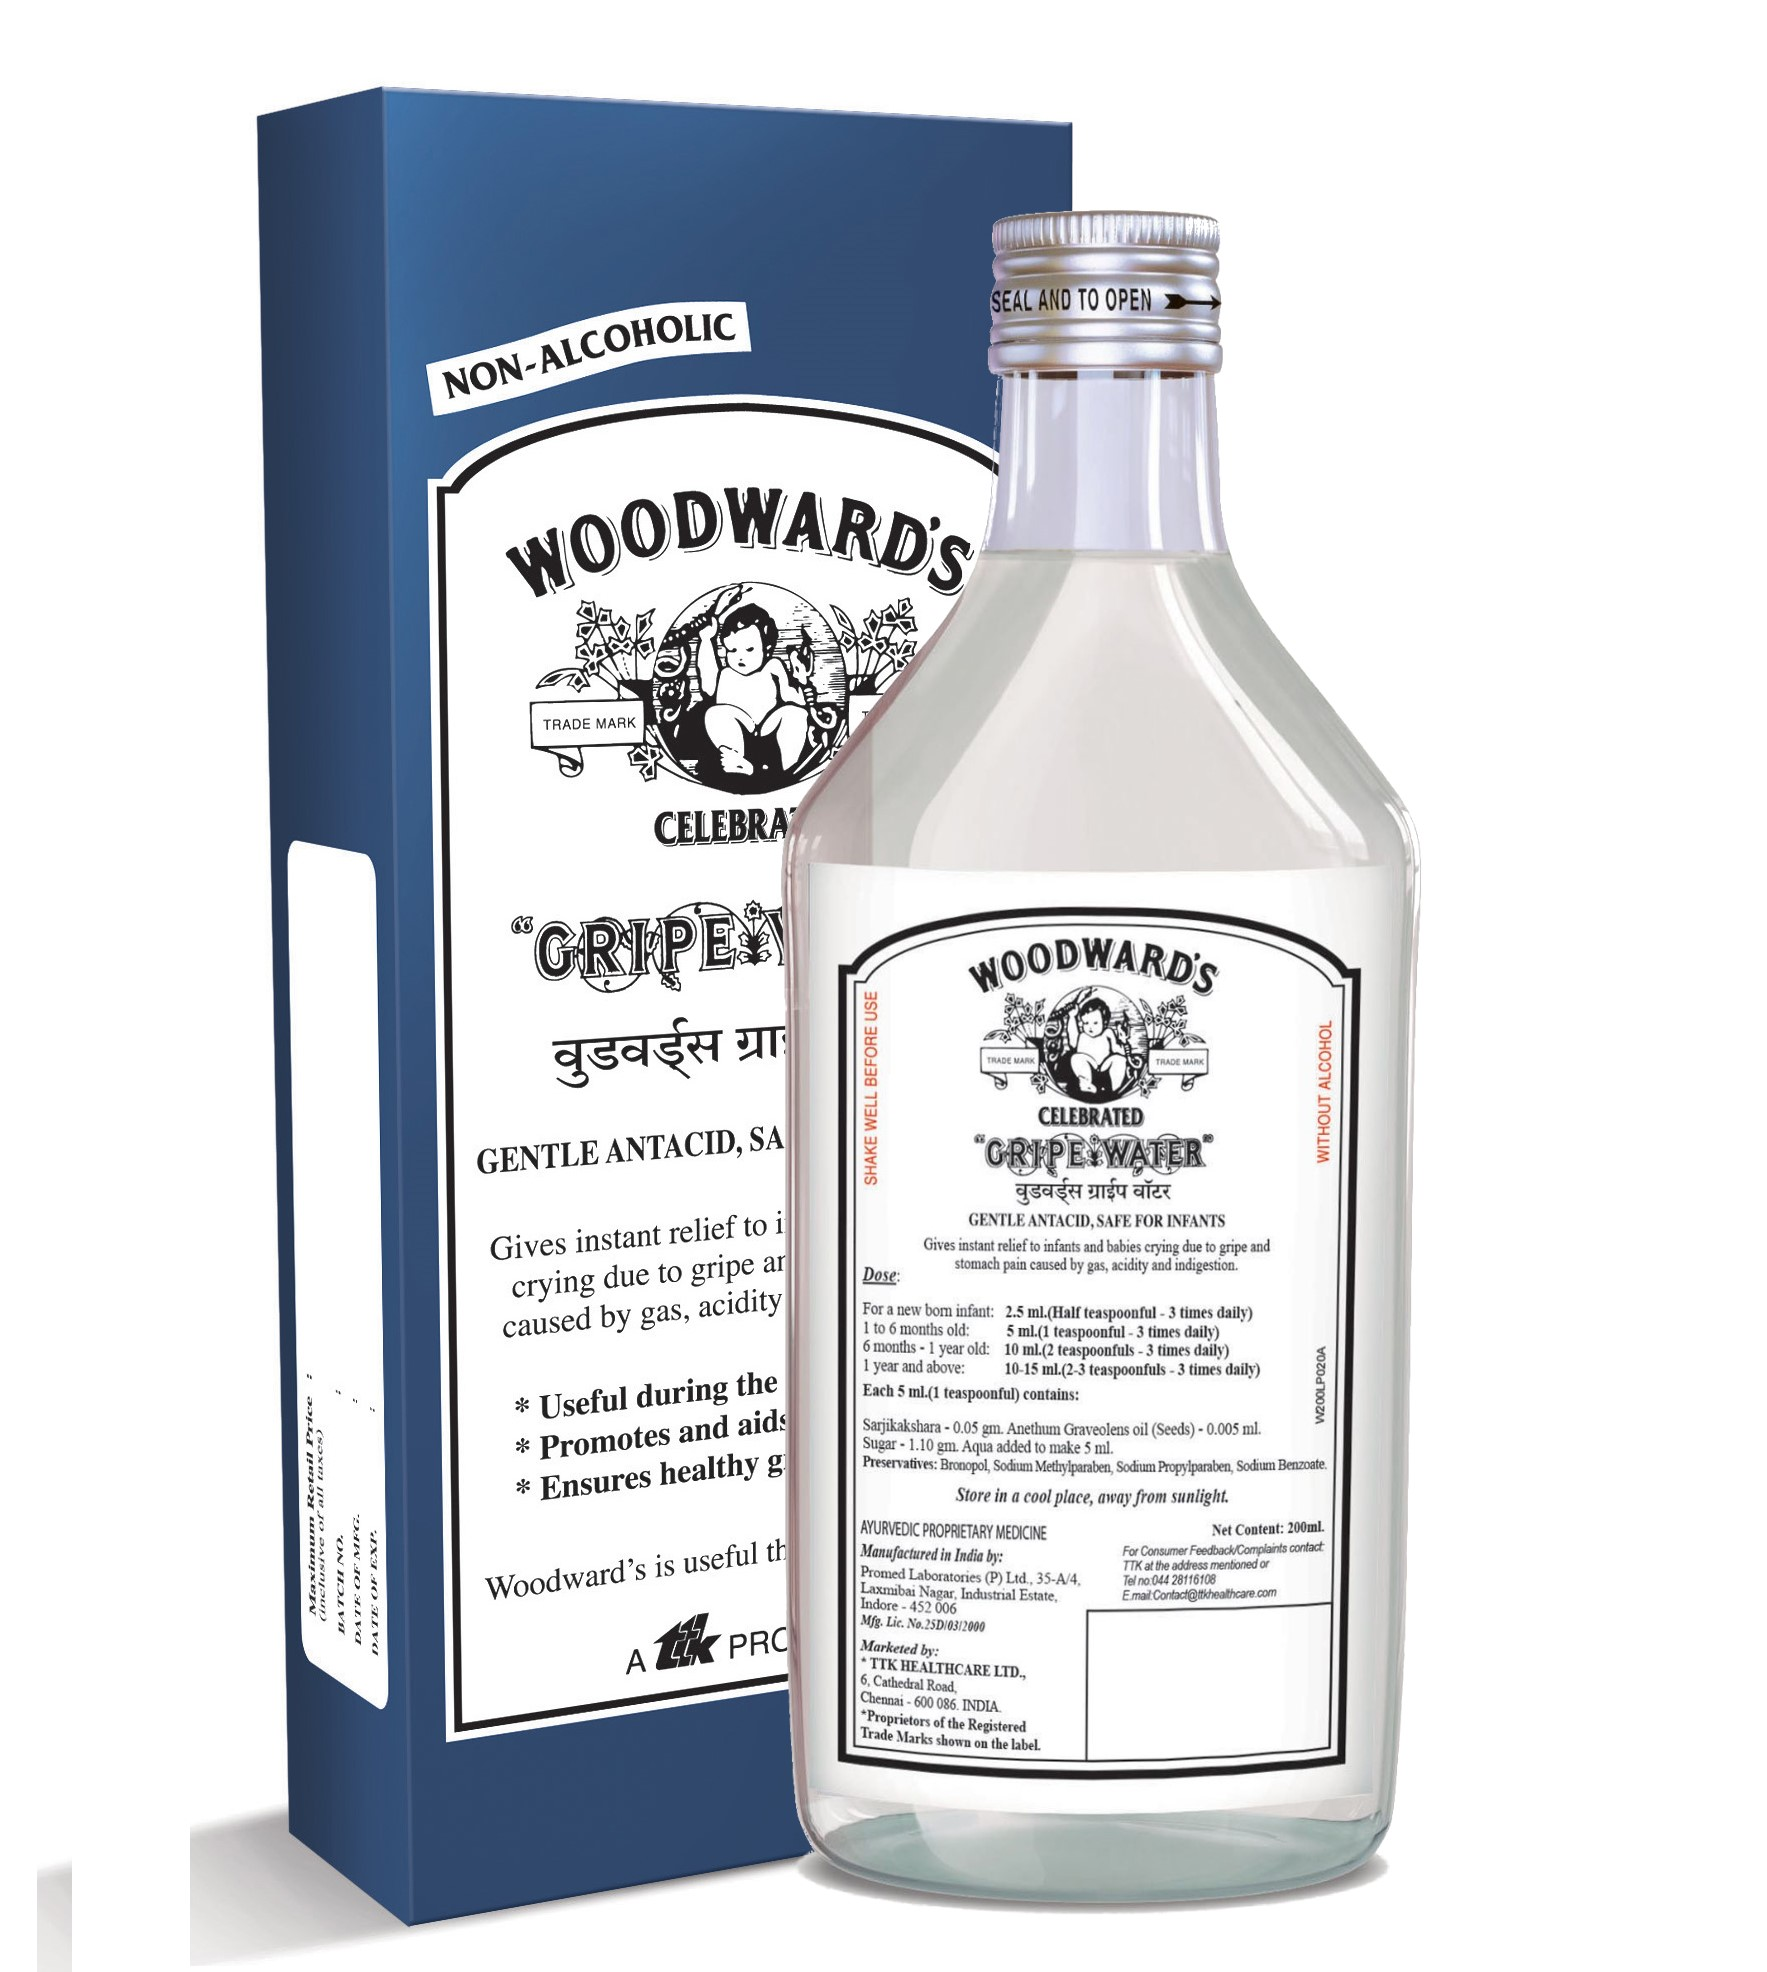 NON-ALCOHOLIC
WOODWARD'S
TRADE MARK
CELEBRA
"GRIPE
वुडवर्ड्स ग्राई
GENTLE ANTACID, SA
Gives instant relief to i
crying due to gripe an
caused by gas, acidity
* Useful during the
* Promotes and aids
* Ensures healthy g
Woodward's is useful th
A ttk PRO
Maximum Retail Price :
(inclusive of all taxes)
BATCH NO. :
DATE OF MFG. :
DATE OF EXP. :
SEAL AND TO OPEN
WOODWARD'S
TRADE MARK TRADE MARK
CELEBRATED
"GRIPE WATER"
वुडवर्ड्स ग्राईप वॉटर
SHAKE WELL BEFORE USE
WITHOUT ALCOHOL
GENTLE ANTACID, SAFE FOR INFANTS
Gives instant relief to infants and babies crying due to gripe and
stomach pain caused by gas, acidity and indigestion.
Dose:
For a new born infant: 2.5 ml.(Half teaspoonful - 3 times daily)
1 to 6 months old: 5 ml.(1 teaspoonful - 3 times daily)
6 months - 1 year old: 10 ml.(2 teaspoonfuls - 3 times daily)
1 year and above: 10-15 ml.(2-3 teaspoonfuls - 3 times daily)
Each 5 ml.(1 teaspoonful) contains:
Sarjikakshara - 0.05 gm. Anethum Graveolens oil (Seeds) - 0.005 ml.
Sugar - 1.10 gm. Aqua added to make 5 ml.
Preservatives: Bronopol, Sodium Methylparaben, Sodium Propylparaben, Sodium Benzoate.
W200LP020A
Store in a cool place, away from sunlight.
AYURVEDIC PROPRIETARY MEDICINE
Manufactured in India by:
Promed Laboratories (P) Ltd., 35-A/4,
Laxmibai Nagar, Industrial Estate,
Indore - 452 006
Mfg. Lic. No.25D/03/2000
Marketed by:
* TTK HEALTHCARE LTD.,
6, Cathedral Road,
Chennai - 600 086. INDIA.
*Proprietors of the Registered
Trade Marks shown on the label.
Net Content: 200ml.
For Consumer Feedback/Complaints contact:
TTK at the address mentioned or
Tel no:044 28116108
E.mail:Contact@ttkhealthcare.com